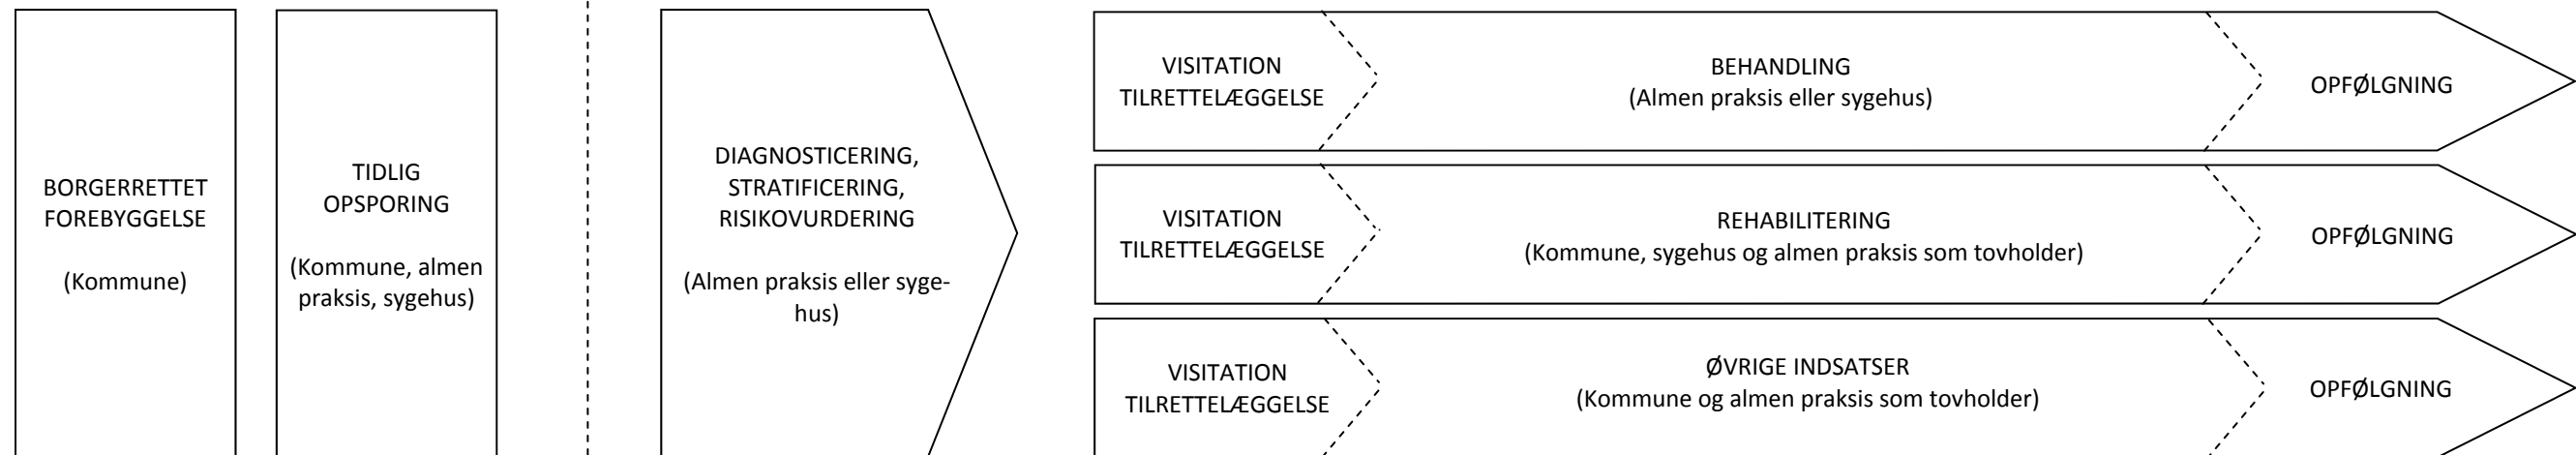 BORGERRETTET
FOREBYGGELSE
(Kommune)
TIDLIG
OPSPORING
(Kommune, almen
praksis, sygehus)
DIAGNOSTICERING,
STRATIFICERING,
RISIKOVURDERING
(Almen praksis eller syge-
hus)
VISITATION
TILRETTELÆGGELSE
BEHANDLING
(Almen praksis eller sygehus)
OPFØLGNING
VISITATION
TILRETTELÆGGELSE
REHABILITERING
(Kommune, sygehus og almen praksis som tovholder)
OPFØLGNING
VISITATION
TILRETTELÆGGELSE
ØVRIGE INDSATSER
(Kommune og almen praksis som tovholder)
OPFØLGNING